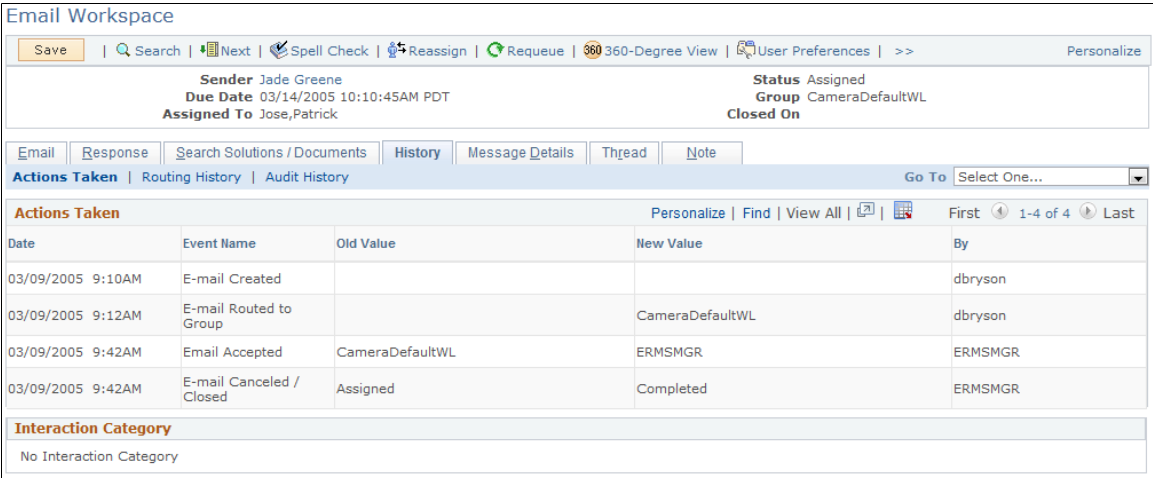 Email Workspace
Save | Search | Next | Spell Check | Reassign | Requeue | 360 360-Degree View | User Preferences | >> Personalize
Sender Jade Greene Status Assigned
Due Date 03/14/2005 10:10:45AM PDT Group CameraDefaultWL
Assigned To Jose,Patrick Closed On
Email Response Search Solutions / Documents History Message Details Thread Note
Actions Taken | Routing History | Audit History Go To Select One...
Actions Taken Personalize | Find | View All | | First 1-4 of 4 Last
Date Event Name Old Value New Value By
03/09/2005 9:10AM E-mail Created dbryson
03/09/2005 9:12AM E-mail Routed to Group CameraDefaultWL dbryson
03/09/2005 9:42AM Email Accepted CameraDefaultWL ERMSMGR ERMSMGR
03/09/2005 9:42AM E-mail Canceled / Closed Assigned Completed ERMSMGR
Interaction Category
No Interaction Category